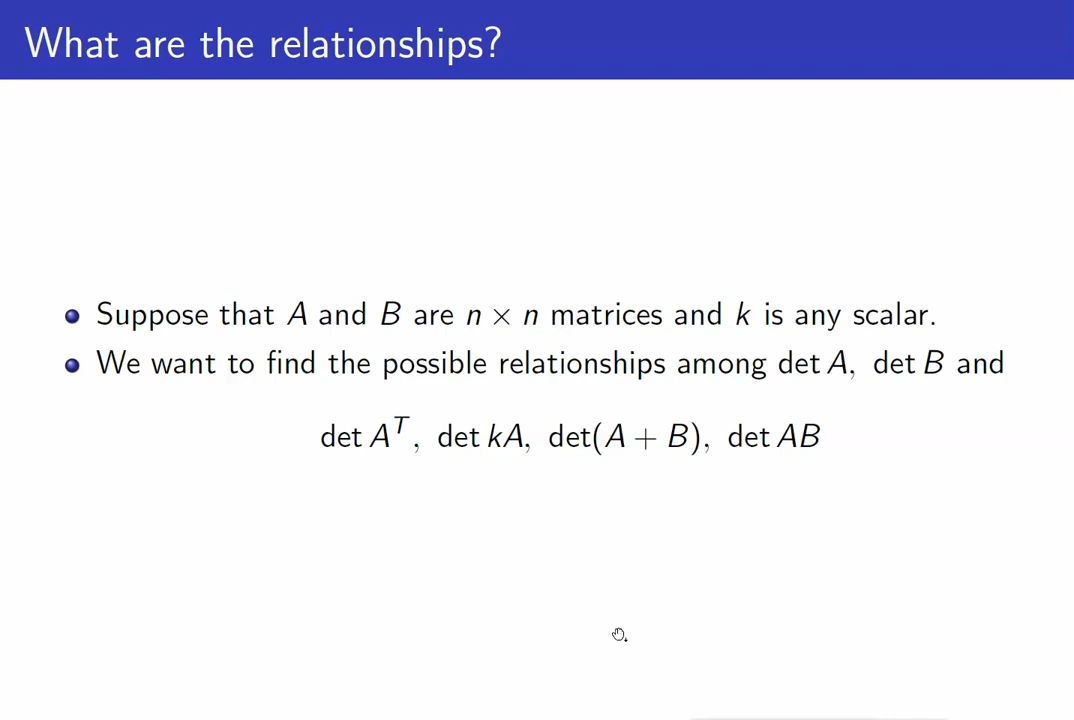 What are the relationships?
Suppose that A and B are n × n matrices and k is any scalar.
We want to find the possible relationships among det A, det B and
det Aᵀ, det kA, det(A + B), det AB